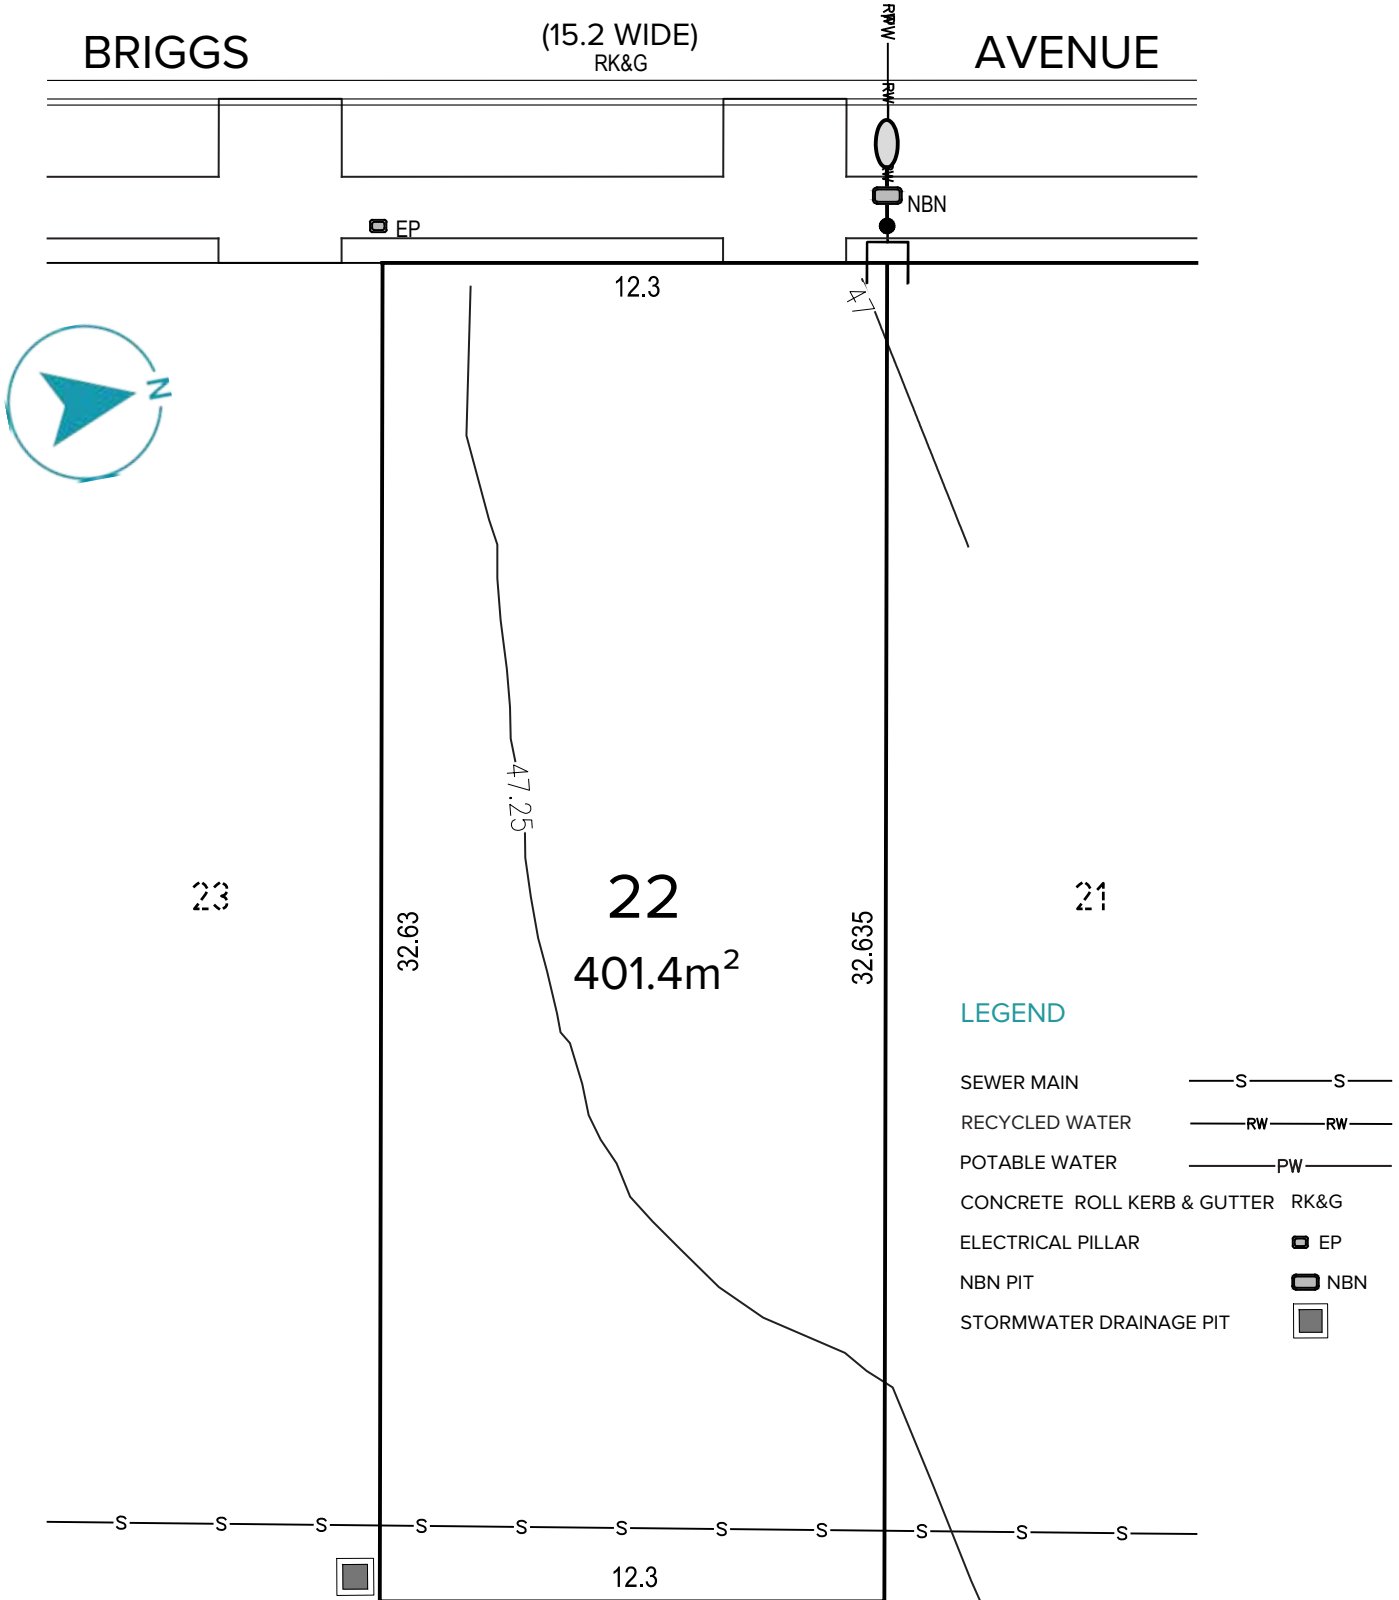 BRIGGS (15.2 WIDE) AVENUE
RK&G
RW
PW
RW
NBN
EP
12.3
47
N
47.25
23
22
21
32.63
401.4m²
32.635
LEGEND
SEWER MAIN S S
RECYCLED WATER RW RW
POTABLE WATER PW
CONCRETE ROLL KERB & GUTTER RK&G
ELECTRICAL PILLAR EP
NBN PIT NBN
STORMWATER DRAINAGE PIT
S S S S S S S S S S S
12.3